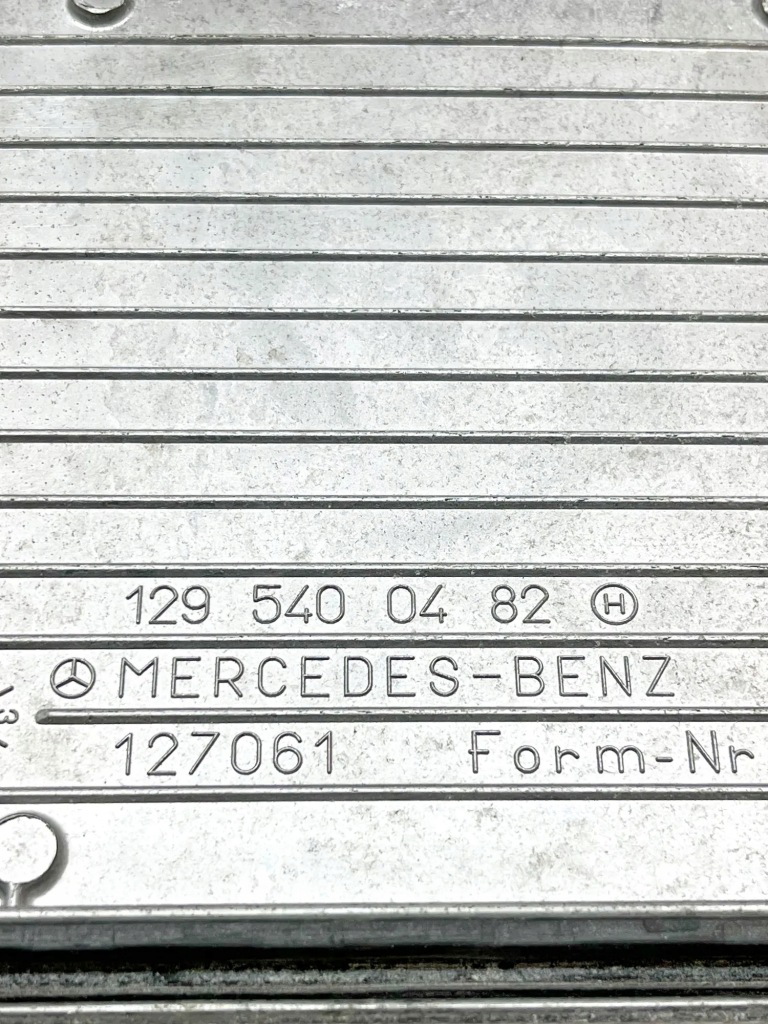 129 540 04 82 Ⓗ
MERCEDES-BENZ
127061 Form-Nr